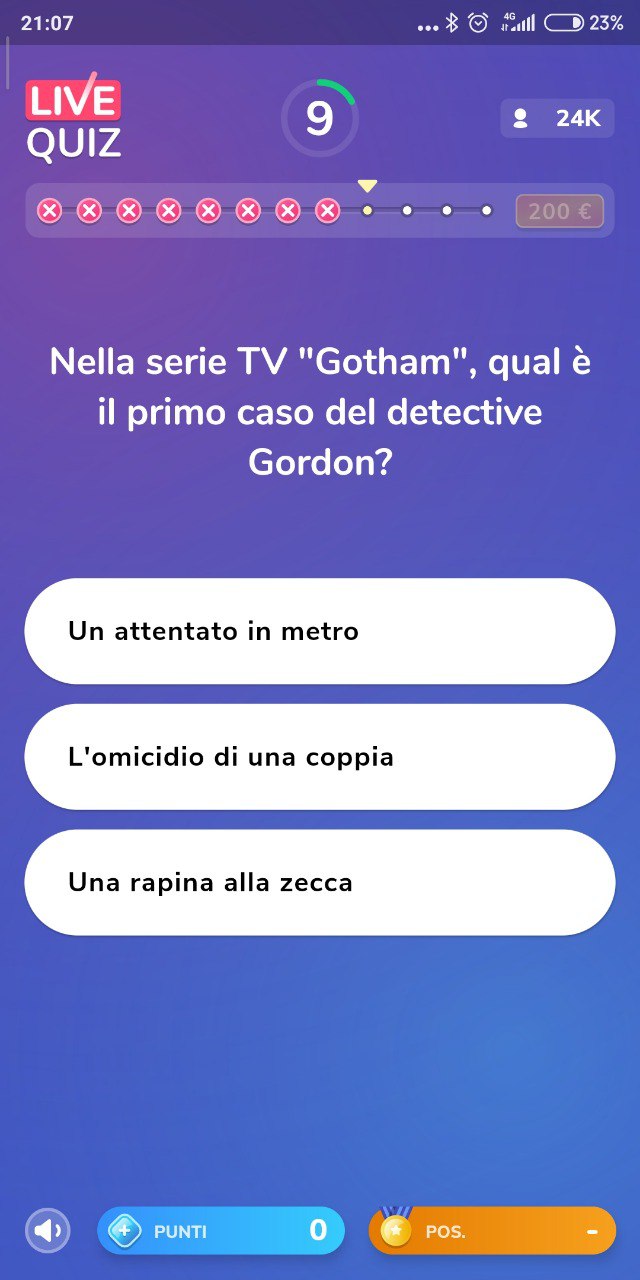 21:07
4G
23%
LIVE
QUIZ
9
24K
200 €
Nella serie TV "Gotham", qual è
il primo caso del detective
Gordon?
Un attentato in metro
L'omicidio di una coppia
Una rapina alla zecca
PUNTI 0
POS. -